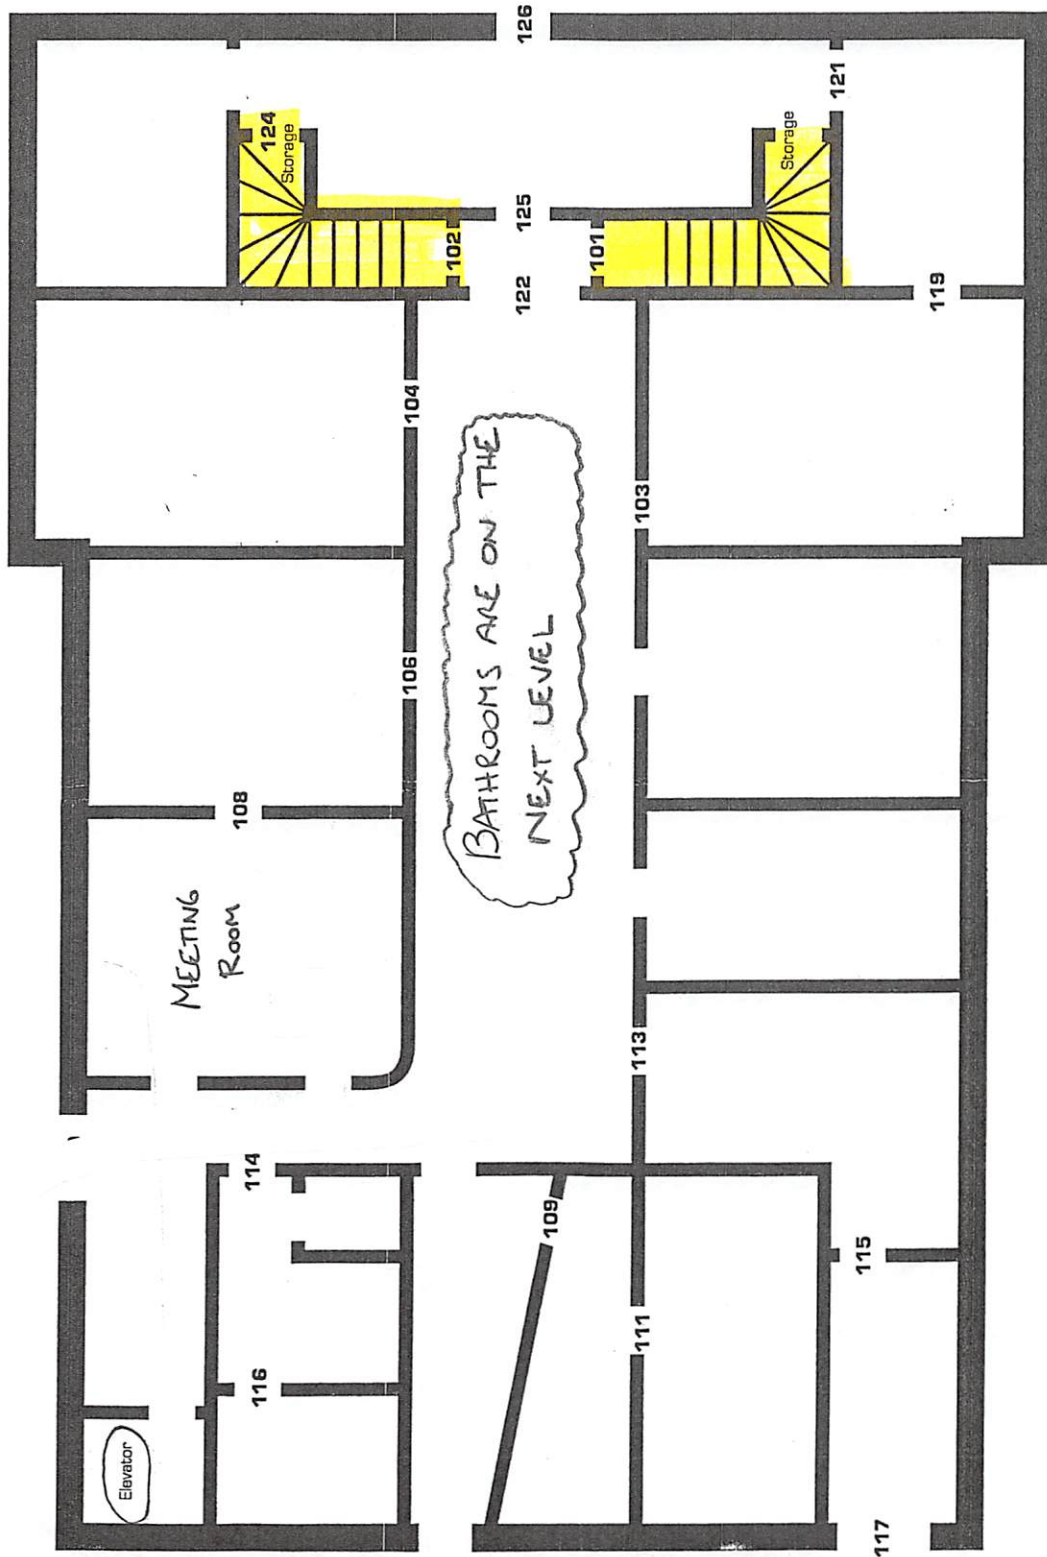 Elevator
MEETING
ROOM
116
114
108
124
Storage
106
104
102
BATHROOMS ARE ON THE
NEXT LEVEL
122
125
126
109
101
111
113
103
Storage
121
115
117
119